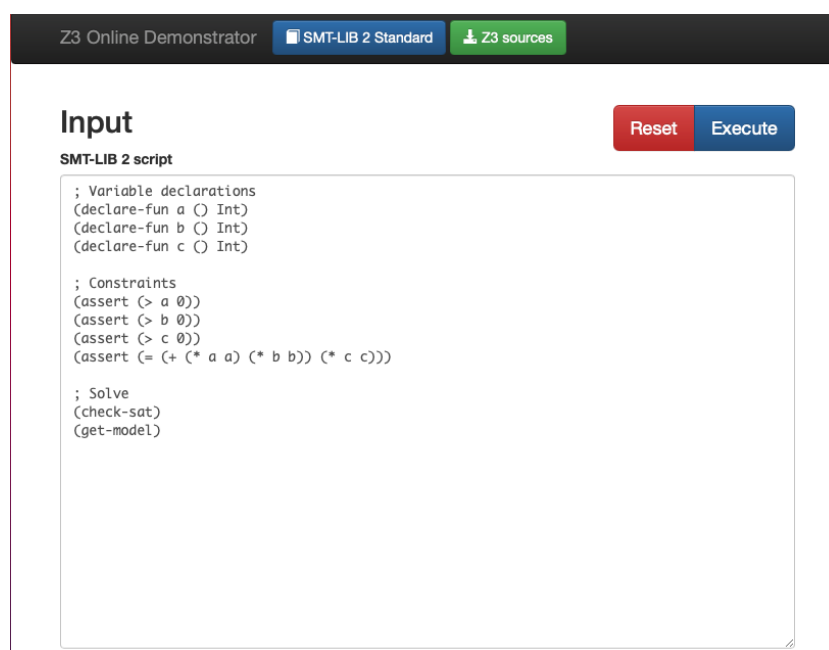 Z3 Online Demonstrator SMT-LIB 2 Standard Z3 sources
Input
Reset Execute
SMT-LIB 2 script
; Variable declarations
(declare-fun a () Int)
(declare-fun b () Int)
(declare-fun c () Int)
; Constraints
(assert (> a 0))
(assert (> b 0))
(assert (> c 0))
(assert (= (+ (* a a) (* b b)) (* c c)))
; Solve
(check-sat)
(get-model)